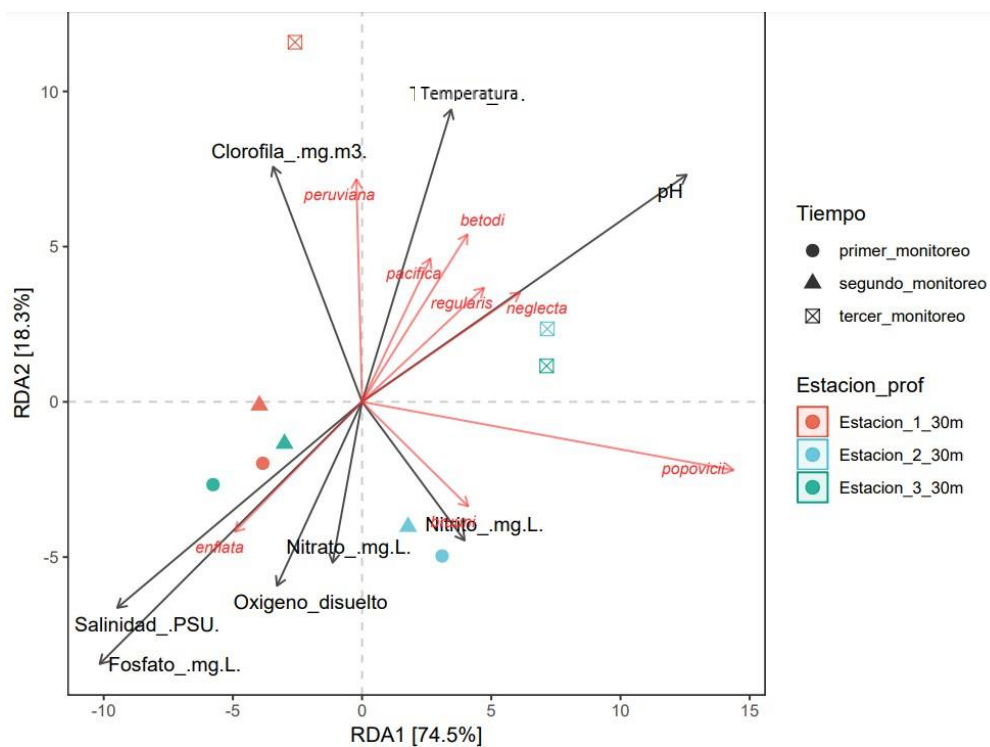 10
5
0
-5
-10
-5
0
5
10
15
RDA2 [18.3%]
RDA1 [74.5%]
Temperatura .
Clorofila_.mg.m3.
peruviana
pH
betodi
pacifica
regularis
neglecta
popovicii
Nitrito_.mg.L.
enflata
Nitrato_.mg.L.
Oxigeno_disuelto
Salinidad_.PSU.
Fosfato_.mg.L.
Tiempo
primer_monitoreo
segundo_monitoreo
tercer_monitoreo
Estacion_prof
Estacion_1_30m
Estacion_2_30m
Estacion_3_30m